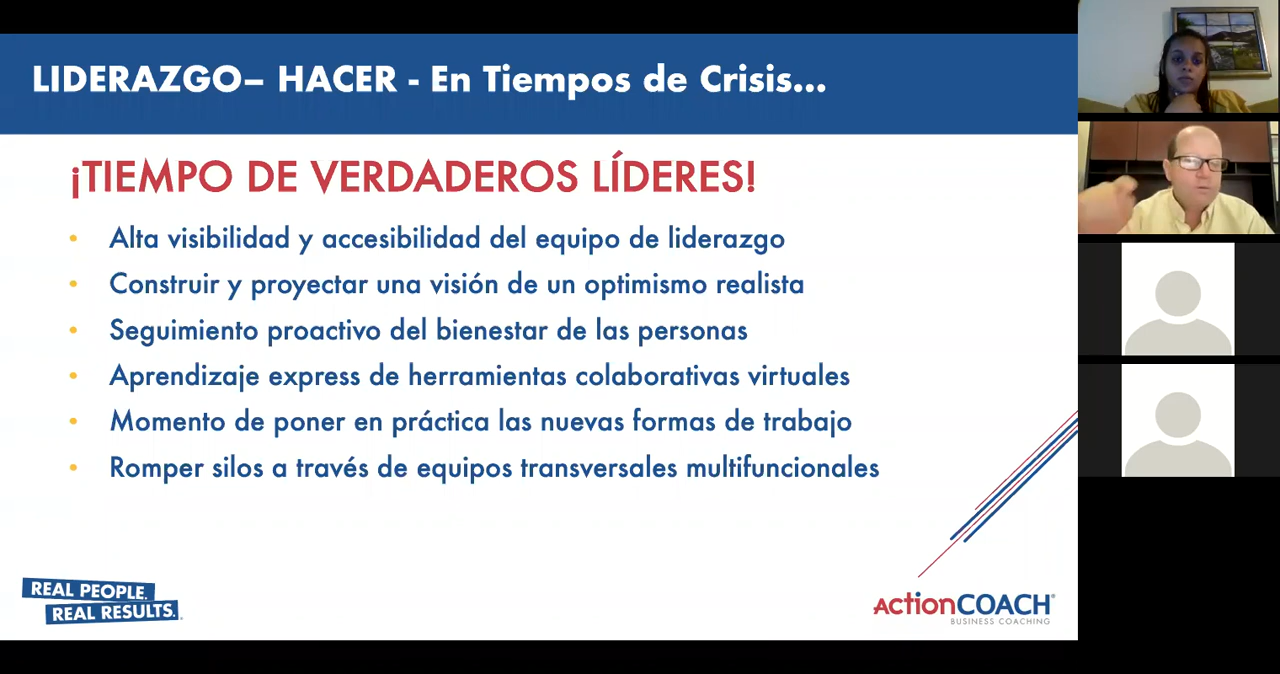 LIDERAZGO– HACER - En Tiempos de Crisis...
¡TIEMPO DE VERDADEROS LÍDERES!
• Alta visibilidad y accesibilidad del equipo de liderazgo
• Construir y proyectar una visión de un optimismo realista
• Seguimiento proactivo del bienestar de las personas
• Aprendizaje express de herramientas colaborativas virtuales
• Momento de poner en práctica las nuevas formas de trabajo
• Romper silos a través de equipos transversales multifuncionales
REAL PEOPLE.
REAL RESULTS.
ActionCOACH®
BUSINESS COACHING